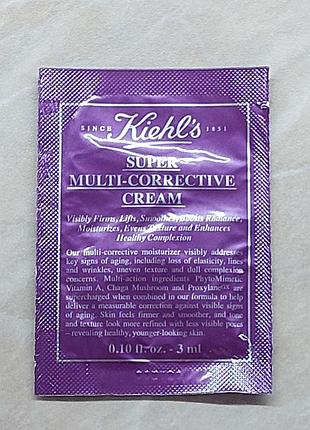 SINCE Kiehl's 1851
SUPER
MULTI-CORRECTIVE
CREAM
Visibly Firms, Lifts, Smoothes, Boosts Radiance,
Moisturizes, Evens Texture and Enhances
Healthy Complexion
Our multi-corrective moisturizer visibly addresses
key signs of aging, including loss of elasticity, lines
and wrinkles, uneven texture and dull complexion
concerns. Multi-action ingredients PhytoMimetic
Vitamin A, Chaga Mushroom and Proxylane are
supercharged when combined in our formula to help
deliver a measurable correction against visible signs
of aging. Skin feels firmer and smoother, and tone
and texture look more refined with less visible pores
– revealing healthy, younger-looking skin.
0.10 fl. oz. - 3 ml